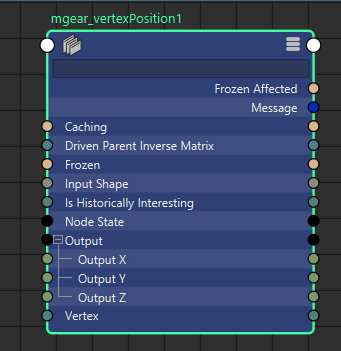 mgear_vertexPosition1
Frozen Affected
Message
Caching
Driven Parent Inverse Matrix
Frozen
Input Shape
Is Historically Interesting
Node State
Output
Output X
Output Y
Output Z
Vertex